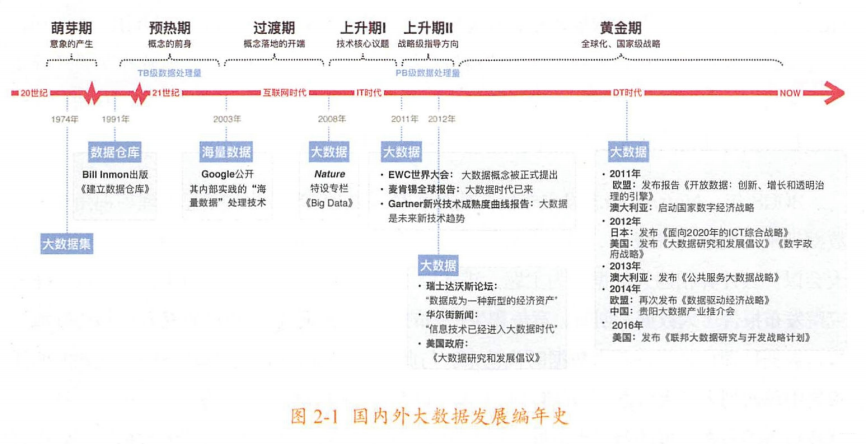 萌芽期
意象的产生
预热期
概念的前身
过渡期
概念落地的开端
上升期I
技术核心议题
上升期II
战略级指导方向
黄金期
全球化、国家级战略
TB级数据处理量
PB级数据处理量
20世纪
21世纪
互联网时代
IT时代
DT时代
NOW
1974年
1991年
2003年
2008年
2011年
2012年
大数据集
数据仓库
Bill Inmon出版
《建立数据仓库》
海量数据
Google公开
其内部实践的“海
量数据”处理技术
大数据
Nature
特设专栏
《Big Data》
大数据
• EWC世界大会：大数据概念被正式提出
• 麦肯锡全球报告：大数据时代已来
• Gartner新兴技术成熟度曲线报告：大数据
是未来新技术趋势
大数据
• 瑞士达沃斯论坛：
“数据成为一种新型的经济资产”
• 华尔街新闻：
“信息技术已经进入大数据时代”
• 美国政府：
《大数据研究和发展倡议》
大数据
• 2011年
欧盟：发布报告《开放数据：创新、增长和透明治
理的引擎》
澳大利亚：启动国家数字经济战略
• 2012年
日本：发布《面向2020年的ICT综合战略》
美国：发布《大数据研究和发展倡议》《数字政
府战略》
• 2013年
澳大利亚：发布《公共服务大数据战略》
• 2014年
欧盟：再次发布《数据驱动经济战略》
中国：贵阳大数据产业推介会
• 2016年
美国：发布《联邦大数据研究与开发战略计划》
图 2-1 国内外大数据发展编年史